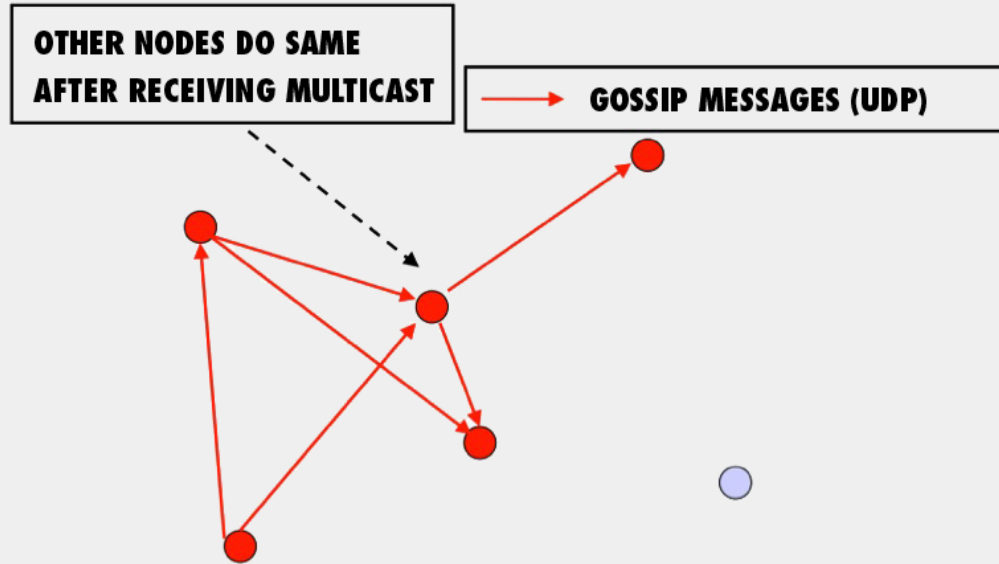 OTHER NODES DO SAME
AFTER RECEIVING MULTICAST
GOSSIP MESSAGES (UDP)